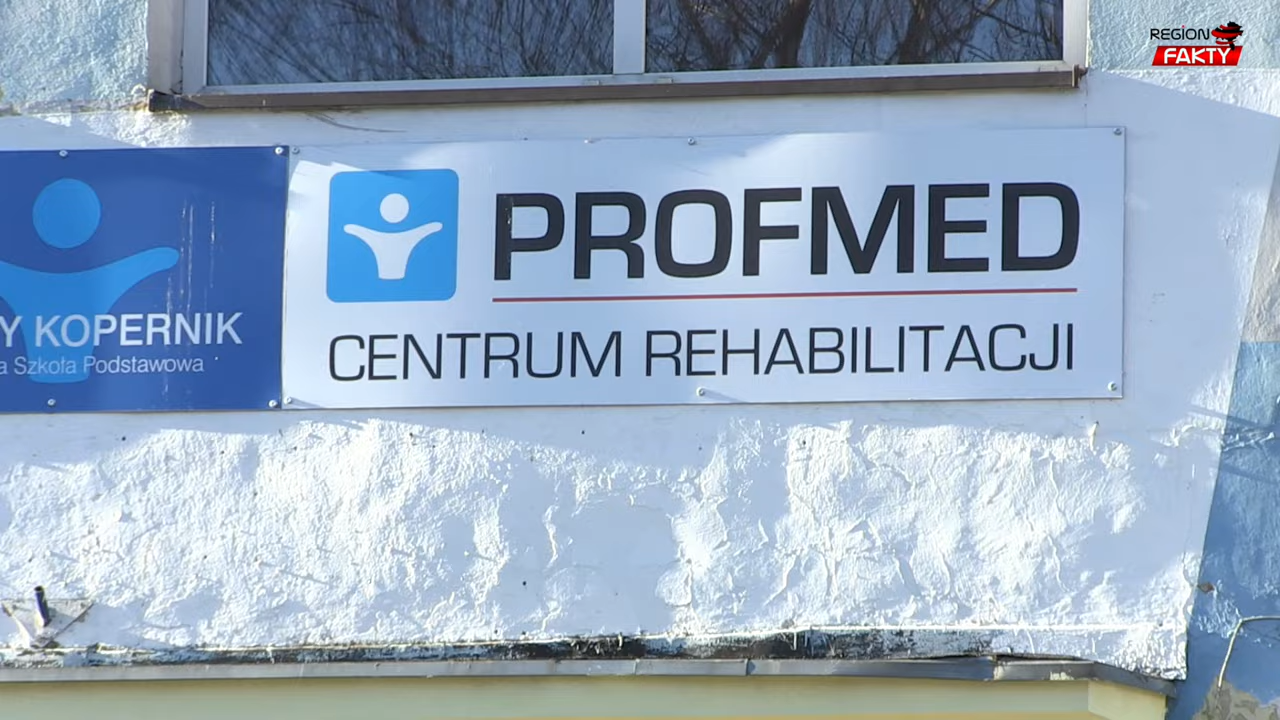 REGION
FAKTY
PROFMED
CENTRUM REHABILITACJI
Y KOPERNIK
a Szkoła Podstawowa